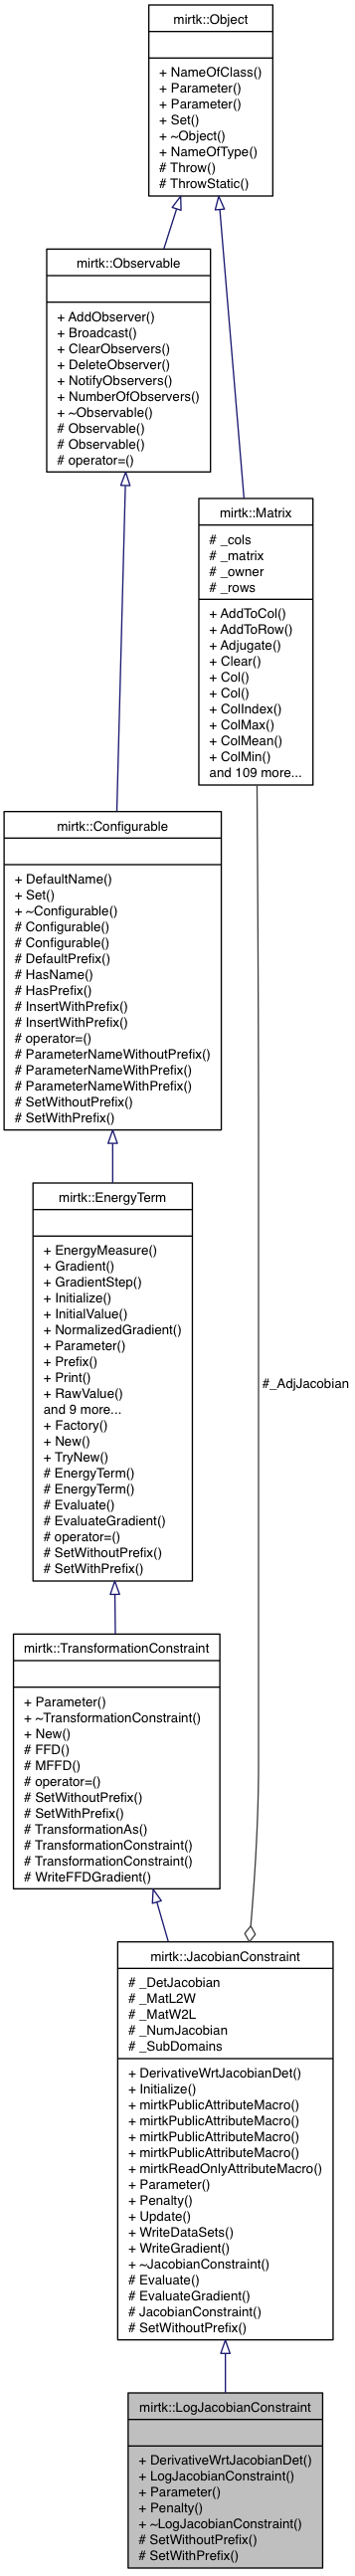 mirtk::Object
+ NameOfClass()
+ Parameter()
+ Parameter()
+ Set()
+ ~Object()
+ NameOfType()
# Throw()
# ThrowStatic()
mirtk::Observable
+ AddObserver()
+ Broadcast()
+ ClearObservers()
+ DeleteObserver()
+ NotifyObservers()
+ NumberOfObservers()
+ ~Observable()
# Observable()
# Observable()
# operator=()
mirtk::Matrix
# _cols
# _matrix
# _owner
# _rows
+ AddToCol()
+ AddToRow()
+ Adjugate()
+ Clear()
+ Col()
+ Col()
+ ColIndex()
+ ColMax()
+ ColMean()
+ ColMin()
and 109 more...
mirtk::Configurable
+ DefaultName()
+ Set()
+ ~Configurable()
# Configurable()
# Configurable()
# DefaultPrefix()
# HasName()
# HasPrefix()
# InsertWithPrefix()
# InsertWithPrefix()
# operator=()
# ParameterNameWithoutPrefix()
# ParameterNameWithPrefix()
# ParameterNameWithPrefix()
# SetWithoutPrefix()
# SetWithPrefix()
mirtk::EnergyTerm
+ EnergyMeasure()
+ Gradient()
+ GradientStep()
+ Initialize()
+ InitialValue()
+ NormalizedGradient()
+ Parameter()
+ Prefix()
+ Print()
+ RawValue()
and 9 more...
+ Factory()
+ New()
+ TryNew()
# EnergyTerm()
# EnergyTerm()
# Evaluate()
# EvaluateGradient()
# operator=()
# SetWithoutPrefix()
# SetWithPrefix()
#_AdjJacobian
mirtk::TransformationConstraint
+ Parameter()
+ ~TransformationConstraint()
+ New()
# FFD()
# MFFD()
# operator=()
# SetWithoutPrefix()
# SetWithPrefix()
# TransformationAs()
# TransformationConstraint()
# TransformationConstraint()
# WriteFFDGradient()
mirtk::JacobianConstraint
# _DetJacobian
# _MatL2W
# _MatW2L
# _NumJacobian
# _SubDomains
+ DerivativeWrtJacobianDet()
+ Initialize()
+ mirtkPublicAttributeMacro()
+ mirtkPublicAttributeMacro()
+ mirtkPublicAttributeMacro()
+ mirtkPublicAttributeMacro()
+ mirtkReadOnlyAttributeMacro()
+ Parameter()
+ Penalty()
+ Update()
+ WriteDataSets()
+ WriteGradient()
+ ~JacobianConstraint()
# Evaluate()
# EvaluateGradient()
# JacobianConstraint()
# SetWithoutPrefix()
mirtk::LogJacobianConstraint
+ DerivativeWrtJacobianDet()
+ LogJacobianConstraint()
+ Parameter()
+ Penalty()
+ ~LogJacobianConstraint()
# SetWithoutPrefix()
# SetWithPrefix()